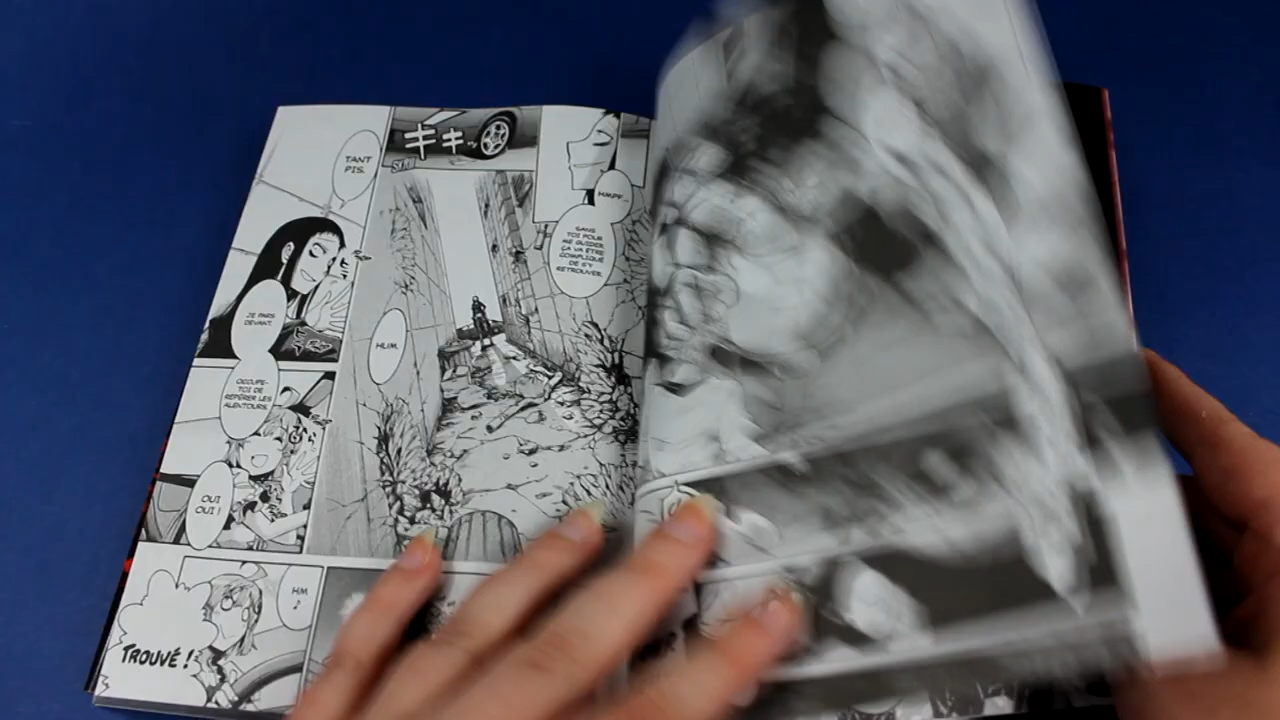 TANT
PIS.
キキッ
SKRII
HMPF...
SANS
TOI POUR
ME GUIDER,
ÇA VA ÊTRE
COMPLIQUÉ
DE S'Y
RETROUVER.
JE PARS
DEVANT.
HUM.
OCCUPE-
TOI DE
REPÉRER LES
ALENTOURS.
OUI
OUI !
HM
♪
TROUVÉ !